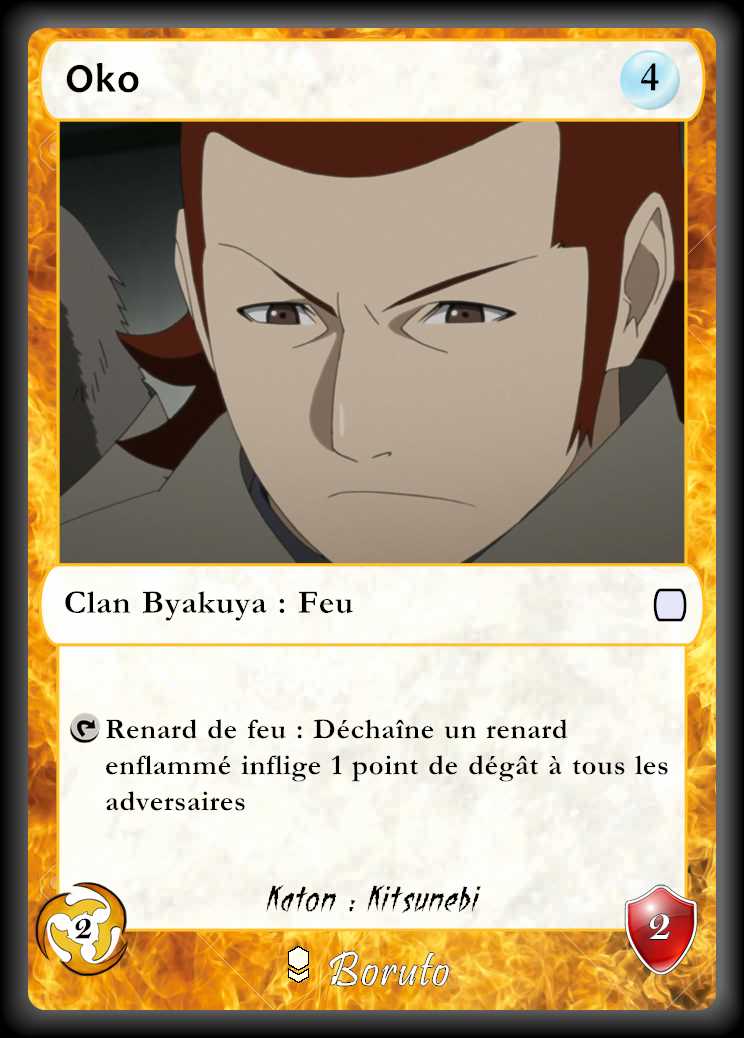 Oko
4
Clan Byakuya : Feu
Renard de feu : Déchaîne un renard
enflammé inflige 1 point de dégât à tous les
adversaires
Katon : Kitsunebi
2
2
Boruto